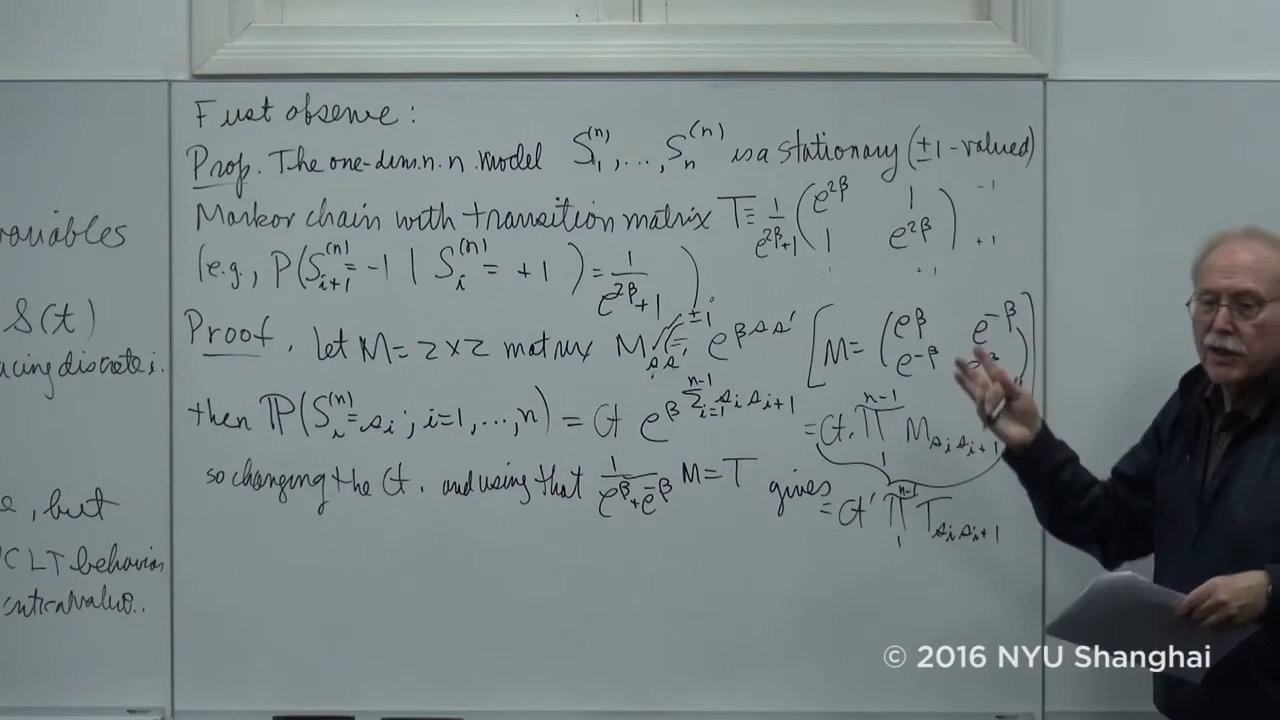 First observe :
Prop. The one-dim. n.n. model S₁⁽ⁿ⁾, ..., Sₙ⁽ⁿ⁾ is a stationary (±1-valued)
Markov chain with transition matrix T ≡ 1/(e^{2β}+1) ( e^{2β} 1 ; 1 e^{2β} ) -1 +1
(e.g., P(S_{i+1}^{(n)} = -1 | S_i^{(n)} = +1 ) = 1/(e^{2β}+1) ).
Proof. Let M = 2×2 matrix M_{s,s'} = e^{βss'} [ M = ( e^β e^{-β} ; e^{-β}
±1
then ℙ(S_i^{(n)} = s_i ; i=1,...,n) = Ct e^{β Σ_{i=1}^{n-1} s_i s_{i+1}} = Ct. Π_1^{n-1} M_{s_i s_{i+1}}
so changing the Ct. and using that 1/(e^β+e^{-β}) M = T gives = Ct' Π_1^{n-1} T_{s_i s_{i+1}}
variables
S(t)
acing discrete i.
, but
CLT behavior
value..
© 2016 NYU Shanghai